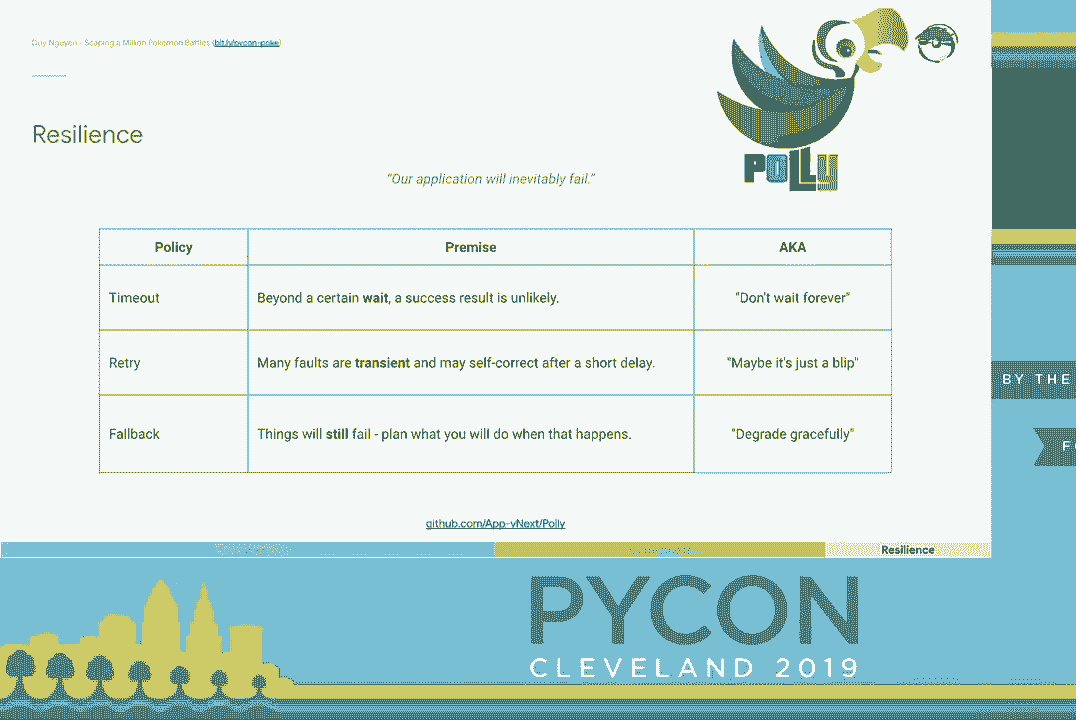 Duy Nguyen - Scaping a Million Pokemon Battles (bit.ly/pycon-poke)
Resilience
POLLY
"Our application will inevitably fail."
Policy Premise AKA
Timeout Beyond a certain wait, a success result is unlikely. "Don't wait forever"
Retry Many faults are transient and may self-correct after a short delay. "Maybe it's just a blip"
Fallback Things will still fail - plan what you will do when that happens. "Degrade gracefully"
github.com/App-vNext/Polly
Resilience
BY THE
PYCON
CLEVELAND 2019